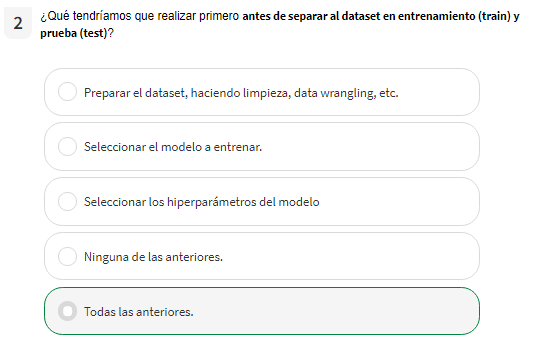 2
¿Qué tendríamos que realizar primero antes de separar al dataset en entrenamiento (train) y
prueba (test)?
Preparar el dataset, haciendo limpieza, data wrangling, etc.
Seleccionar el modelo a entrenar.
Seleccionar los hiperparámetros del modelo
Ninguna de las anteriores.
Todas las anteriores.